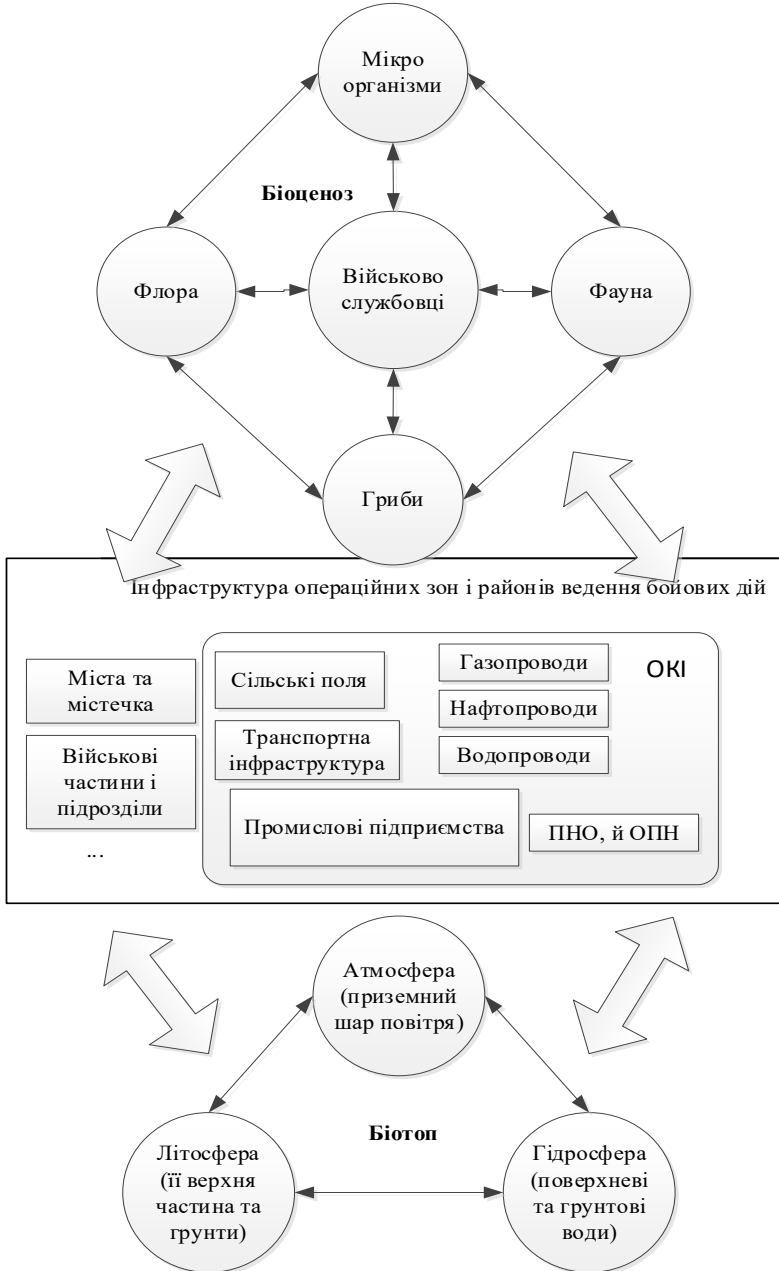 Мікро
організми
Біоценоз
Флора
Військово
службовці
Фауна
Гриби
Інфраструктура операційних зон і районів ведення бойових дій
Міста та
містечка
Військові
частини і
підрозділи
...
Сільські поля
Транспортна
інфраструктура
Газопроводи
Нафтопроводи
Водопроводи
ОКІ
Промислові підприємства
ПНО, й ОПН
Атмосфера
(приземний
шар повітря)
Біотоп
Літосфера
(її верхня
частина та
грунти)
Гідросфера
(поверхневі
та грунтові
води)